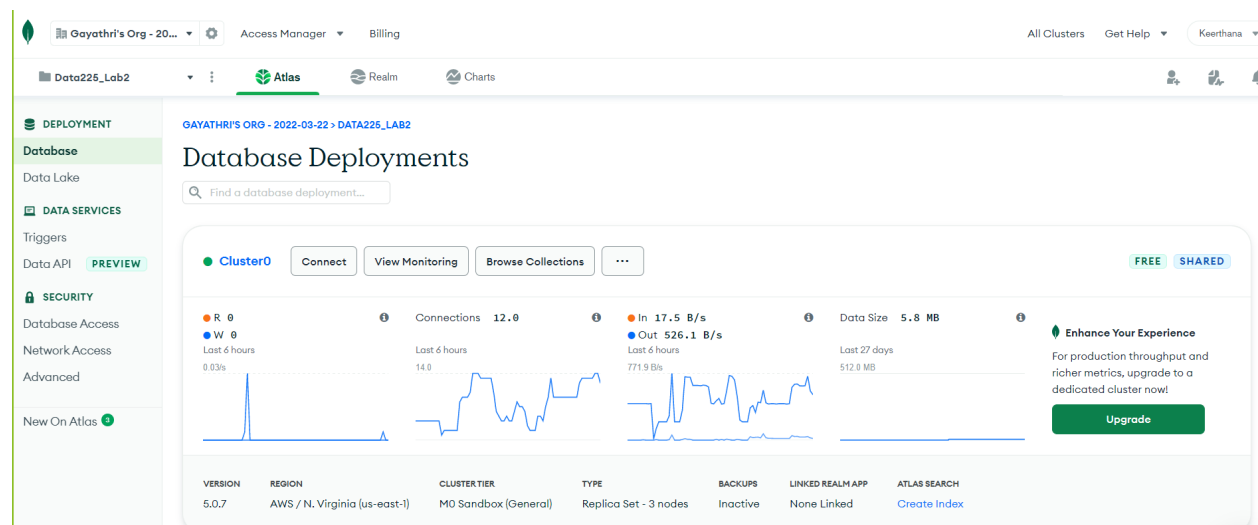 Gayathri's Org - 20... Access Manager Billing All Clusters Get Help Keerthana
Data225_Lab2 Atlas Realm Charts
DEPLOYMENT
Database
Data Lake
DATA SERVICES
Triggers
Data API PREVIEW
SECURITY
Database Access
Network Access
Advanced
New On Atlas 3
GAYATHRI'S ORG - 2022-03-22 > DATA225_LAB2
Database Deployments
Find a database deployment...
Cluster0 Connect View Monitoring Browse Collections ... FREE SHARED
R 0
W 0
Last 6 hours
0.03/s
Connections 12.0
Last 6 hours
14.0
In 17.5 B/s
Out 526.1 B/s
Last 6 hours
771.9 B/s
Data Size 5.8 MB
Last 27 days
512.0 MB
Enhance Your Experience
For production throughput and
richer metrics, upgrade to a
dedicated cluster now!
Upgrade
VERSION REGION CLUSTER TIER TYPE BACKUPS LINKED REALM APP ATLAS SEARCH
5.0.7 AWS / N. Virginia (us-east-1) M0 Sandbox (General) Replica Set - 3 nodes Inactive None Linked Create Index